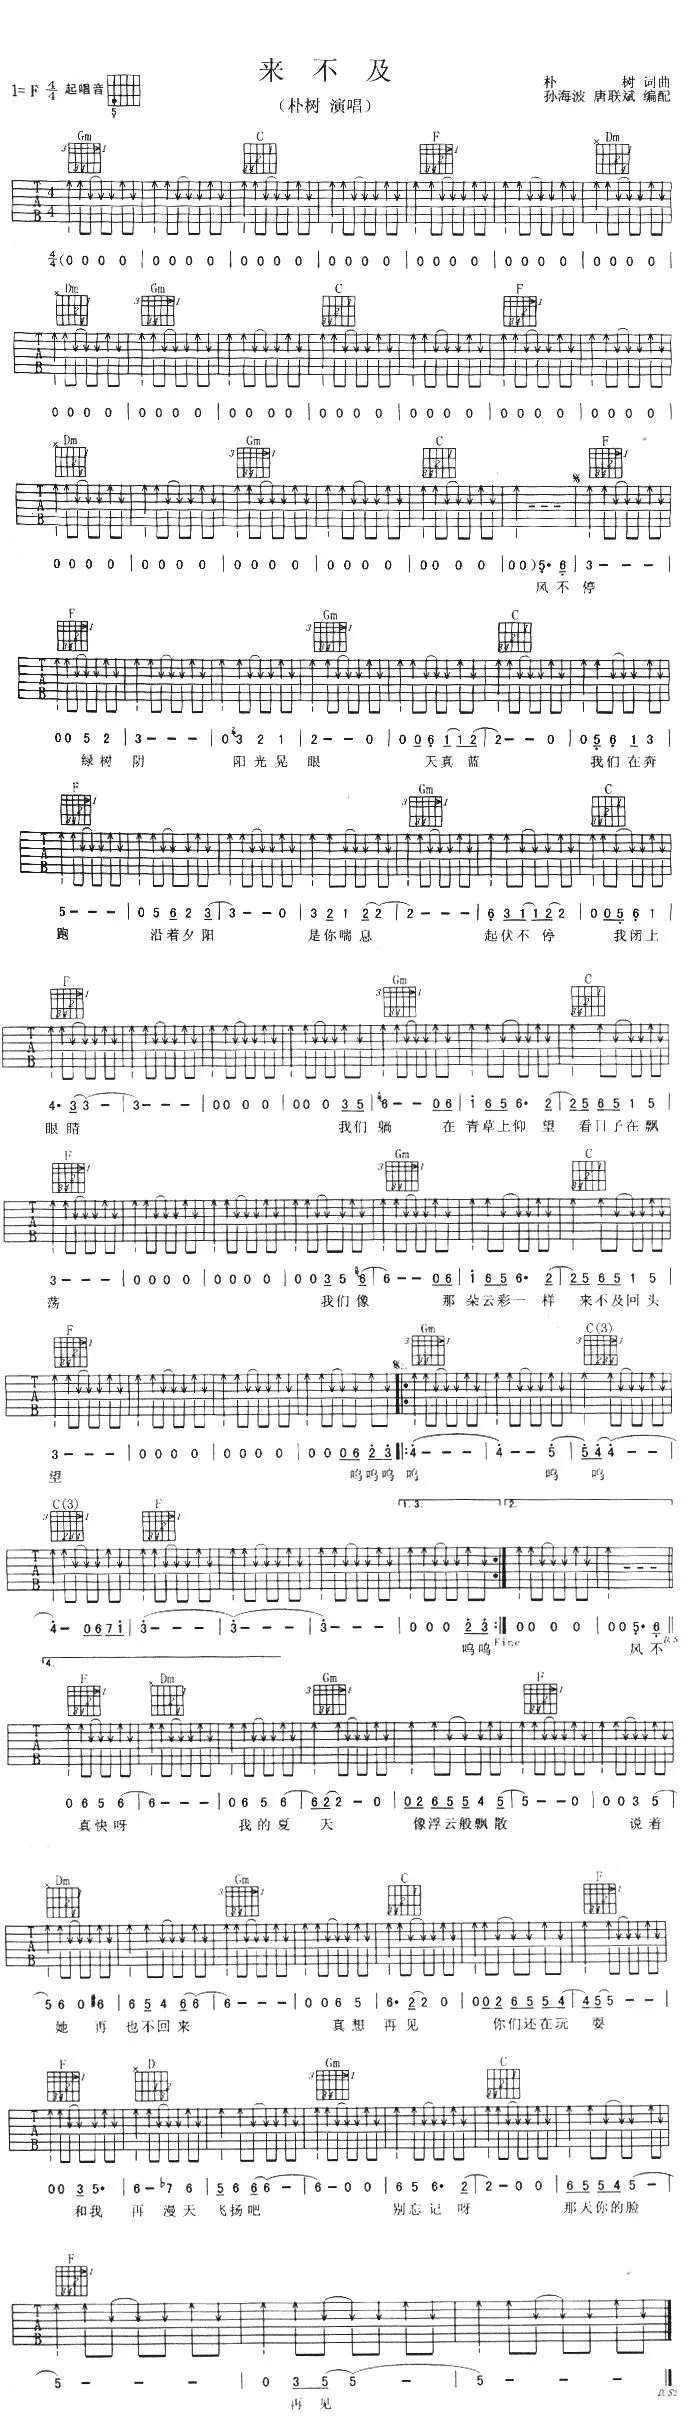 来不及
1=F 4/4 起唱音
5
朴树 词曲
（朴树 演唱）
孙海波 唐联斌 编配
Gm C F Dm
TAB 4/4
4/4 (0 0 0 0 | 0 0 0 0 | 0 0 0 0 | 0 0 0 0 | 0 0 0 0 | 0 0 0 0 | 0 0 0 0 |
Dm Gm C F
TAB
0 0 0 0 | 0 0 0 0 | 0 0 0 0 | 0 0 0 0 | 0 0 0 0 | 0 0 0 0 | 0 0 0 0 |
Dm Gm C F
TAB
0 0 0 0 | 0 0 0 0 | 0 0 0 0 | 0 0 0 0 | 0 0 0 0 | 0 0) 5· 6 | 3 - - - |
风不停
F Gm C
TAB
0 0 5 2 | 3 - - - | 0 3 2 1 | 2 - - 0 | 0 0 6 1 1 2 | 2 - - 0 | 0 5 6 1 3 |
绿树阴 阳光晃眼 天真蓝 我们在奔
F Gm C
TAB
5 - - - | 0 5 6 2 3 | 3 - - 0 | 3 2 1 2 2 | 2 - - - | 6 3 1 1 2 2 | 0 0 5 6 1 |
跑 沿着夕阳 是你喘息 起伏不停 我闭上
F Gm C
TAB
4· 3 3 - | 3 - - - | 0 0 0 0 | 0 0 0 3 5 | 6 - - 0 6 | 1 6 5 6· 2 | 2 5 6 5 1 5 |
眼睛 我们躺 在青草上仰望 看日子在飘
F Gm C
TAB
3 - - - | 0 0 0 0 | 0 0 0 0 | 0 0 3 5 6 | 6 - - 0 6 | 1 6 5 6· 2 | 2 5 6 5 1 5 |
荡 我们像 那朵云彩一样 来不及回头
F Gm C(3)
TAB
3 - - - | 0 0 0 0 | 0 0 0 0 | 0 0 0 6 2 3 |: 4 - - - | 4 - - 5 | 5 4 4 - - |
望 呜呜呜呜 呜 呜
C(3) F 1.3. 2.
TAB
4 - 0 6 7 1 | 3 - - - | 3 - - - | 3 - - - | 0 0 0 2 3 :| 0 0 0 0 | 0 0 5· 6 ||
呜呜 Fine 风不 D.S.
4.
F Dm Gm F
TAB
0 6 5 6 | 6 - - - | 0 6 5 6 | 6 2 2 - 0 | 0 2 6 5 5 4 5 | 5 - - 0 | 0 0 3 5 |
真快呀 我的夏天 像浮云般飘散 说着
Dm Gm C F
TAB
5 6 0 6 | 6 5 4 6 6 | 6 - - - | 0 0 6 5 | 6· 2 2 0 | 0 0 2 6 5 5 4 | 4 5 5 - - |
她 再也不回来 真想再见 你们还在玩耍
F D Gm C
TAB
0 0 3 5· | 6 - ♭7 6 | 5 6 6 6 | 6 - - 0 | 6 5 6· 2 | 2 - 0 0 | 6 5 5 4 5 - |
和我 再漫天飞扬吧 别忘记呀 那天你的脸
F
TAB
5 - - - | 0 3 5 5 | 5 - - - ||
再见 D.S2